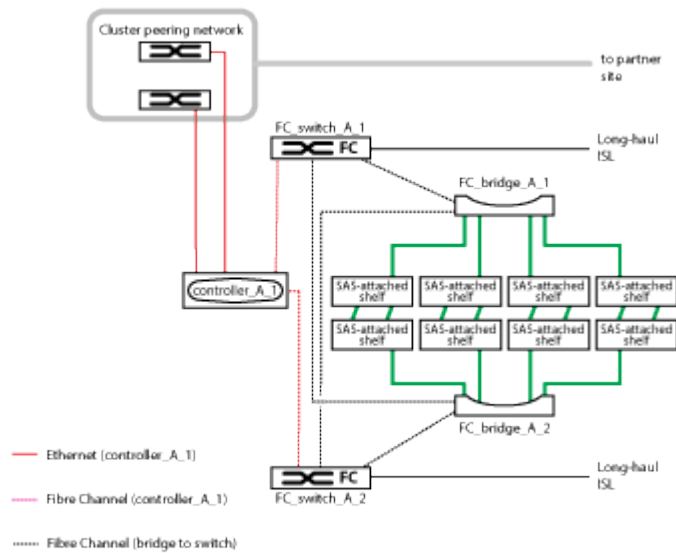 Cluster peering network
to partner
site
FC_switch_A_1
FC
Long-haul
ISL
FC_bridge_A_1
controller_A_1
SAS-attached
shelf
SAS-attached
shelf
SAS-attached
shelf
SAS-attached
shelf
SAS-attached
shelf
SAS-attached
shelf
SAS-attached
shelf
SAS-attached
shelf
FC_bridge_A_2
Ethernet (controller_A_1)
FC
Long-haul
ISL
FC_switch_A_2
Fibre Channel (controller_A_1)
Fibre Channel (bridge to switch)